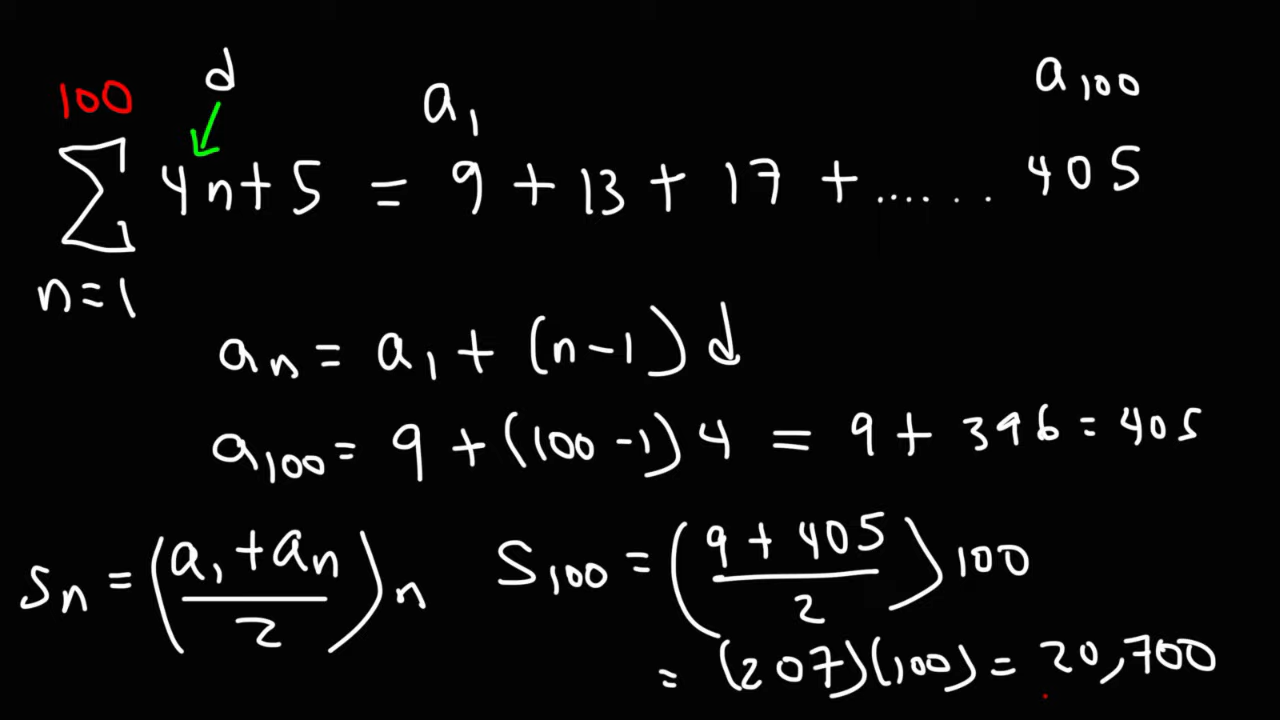 100 d a₁ a₁₀₀
∑ 4n+5 = 9 + 13 + 17 + ...... 405
n=1
aₙ = a₁ + (n-1) d
a₁₀₀ = 9 + (100-1) 4 = 9 + 396 = 405
Sₙ = ((a₁+aₙ)/2) n S₁₀₀ = ((9+405)/2) 100
= (207)(100) = 20,700